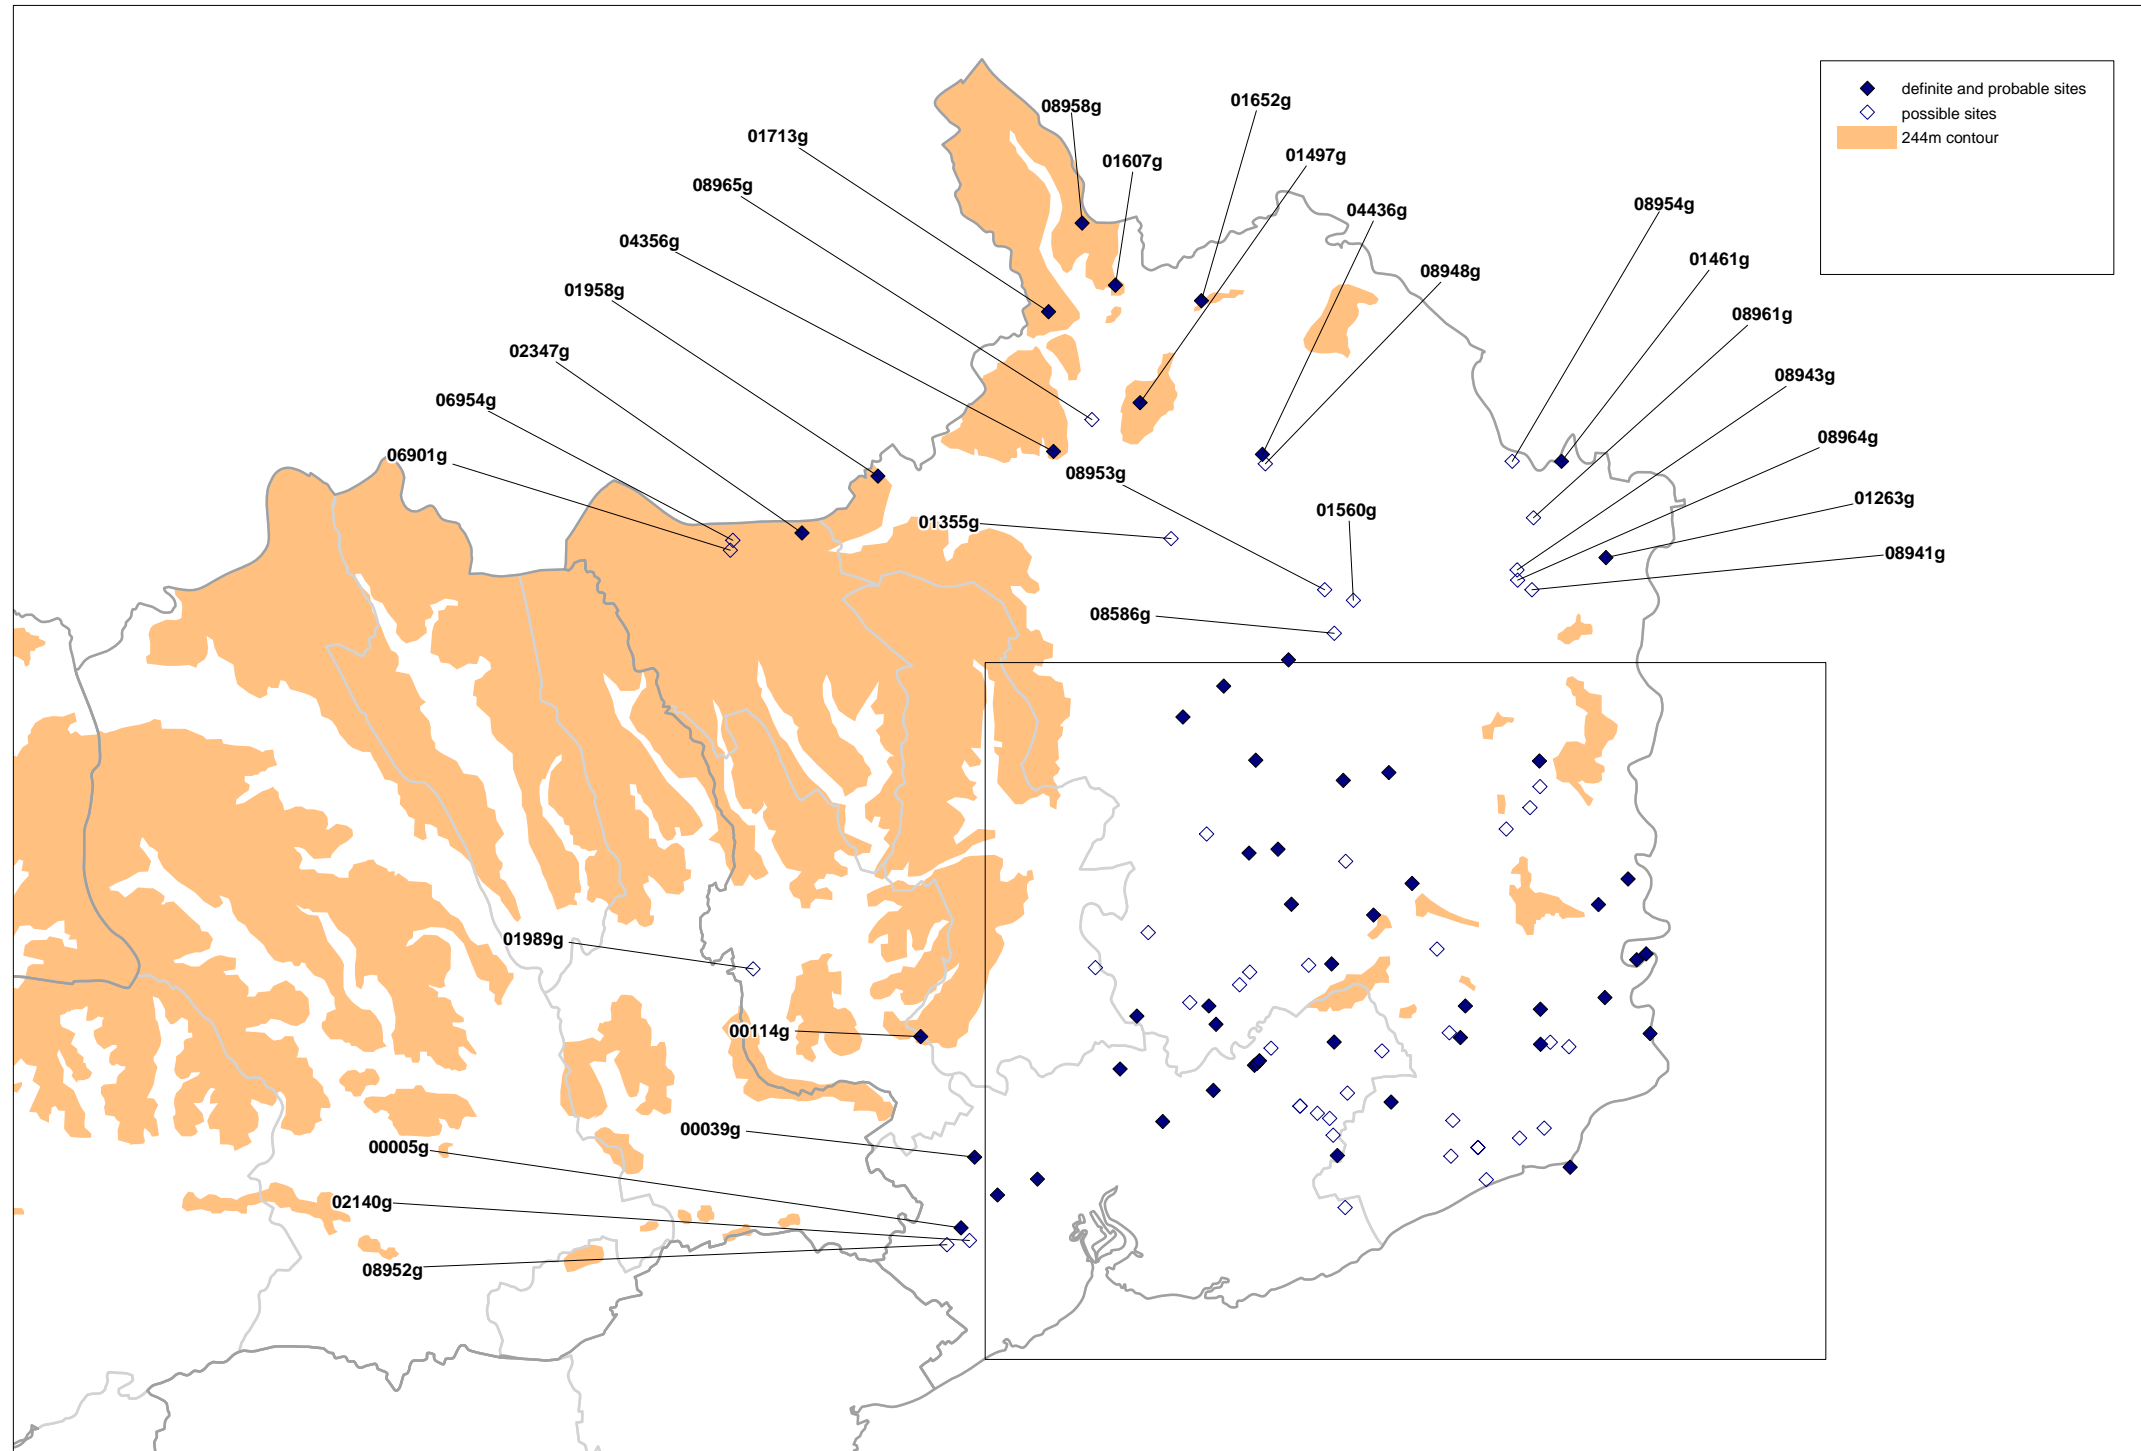 definite and probable sites
possible sites
244m contour
08958g
01652g
01713g
01607g
01497g
08965g
08954g
04436g
04356g
01461g
08948g
01958g
08961g
02347g
08943g
06954g
08964g
06901g
08953g
01263g
01560g
01355g
08941g
08586g
01989g
00114g
00039g
00005g
02140g
08952g